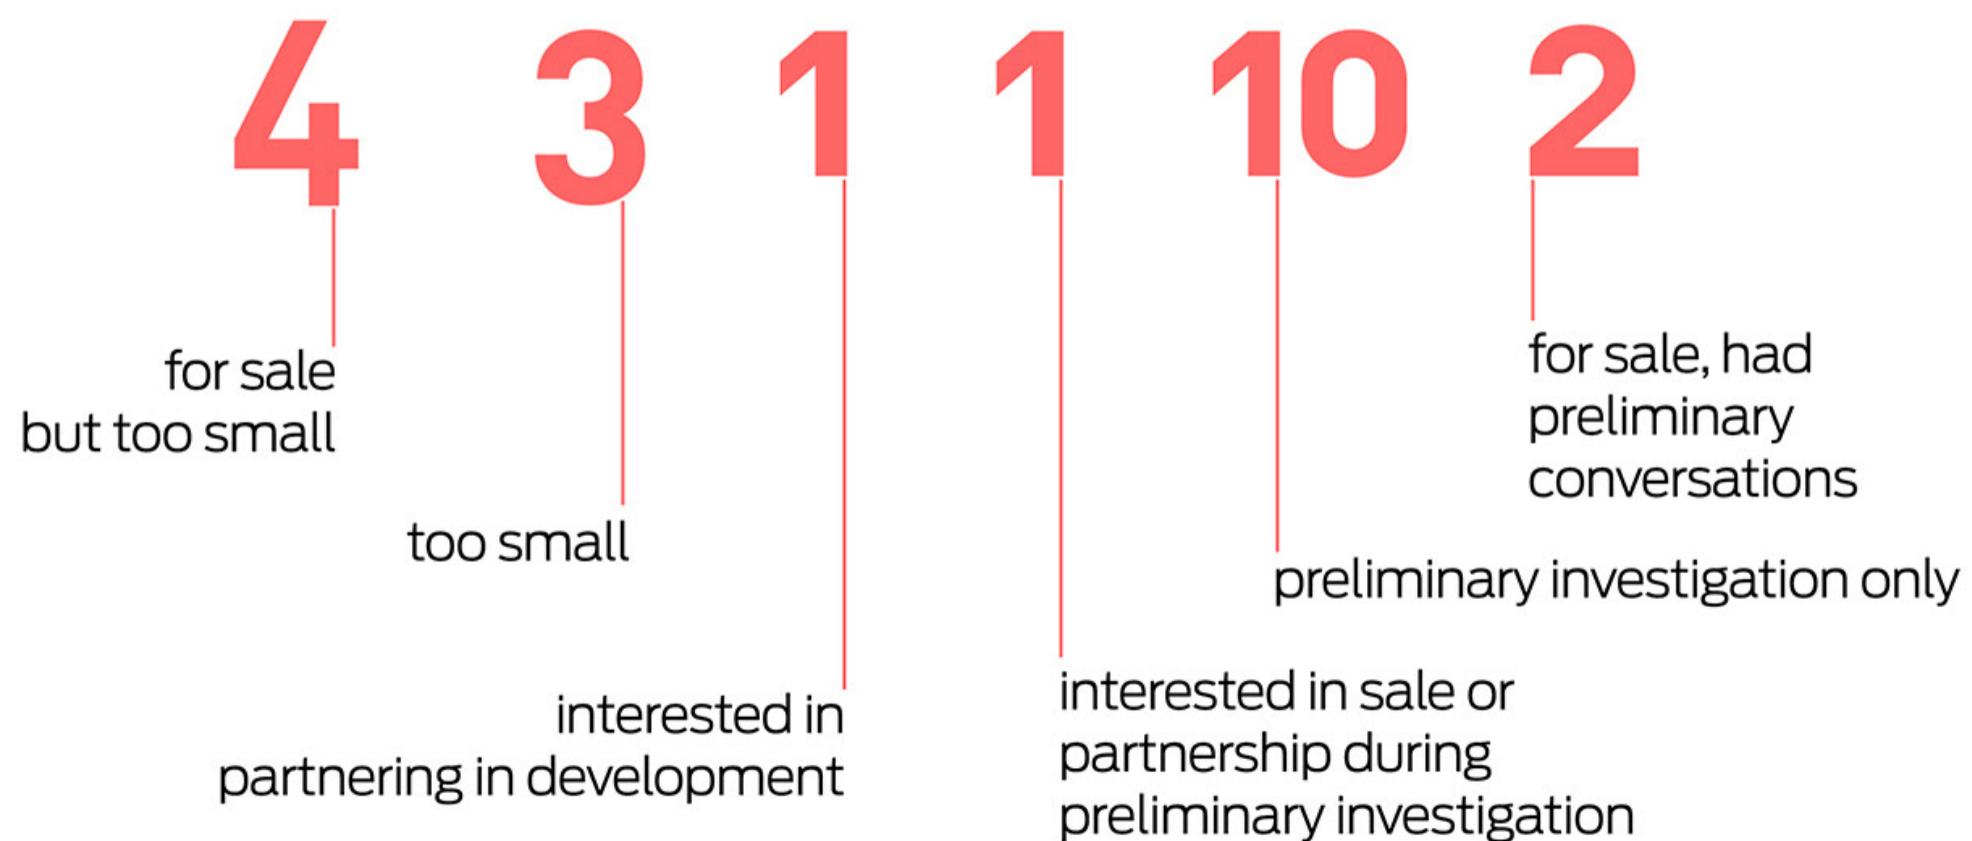 4 3 1 1 10 2
for sale
but too small
too small
interested in
partnering in development
interested in sale or
partnership during
preliminary investigation
preliminary investigation only
for sale, had
preliminary
conversations